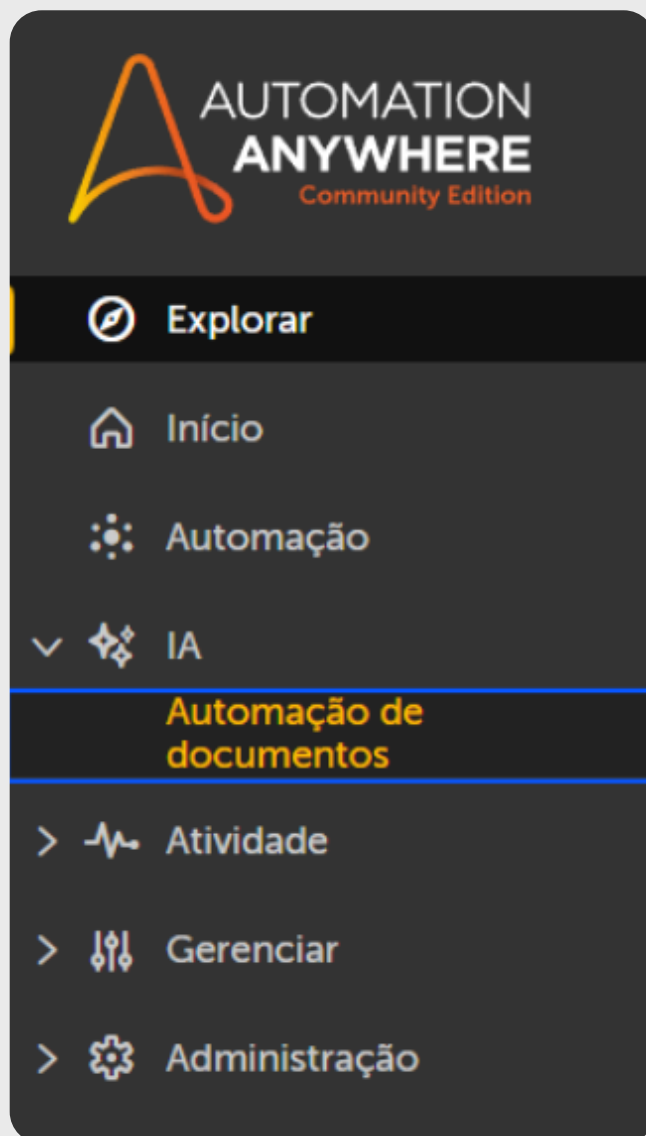 AUTOMATION
ANYWHERE
Community Edition
Explorar
Início
Automação
IA
Automação de
documentos
Atividade
Gerenciar
Administração